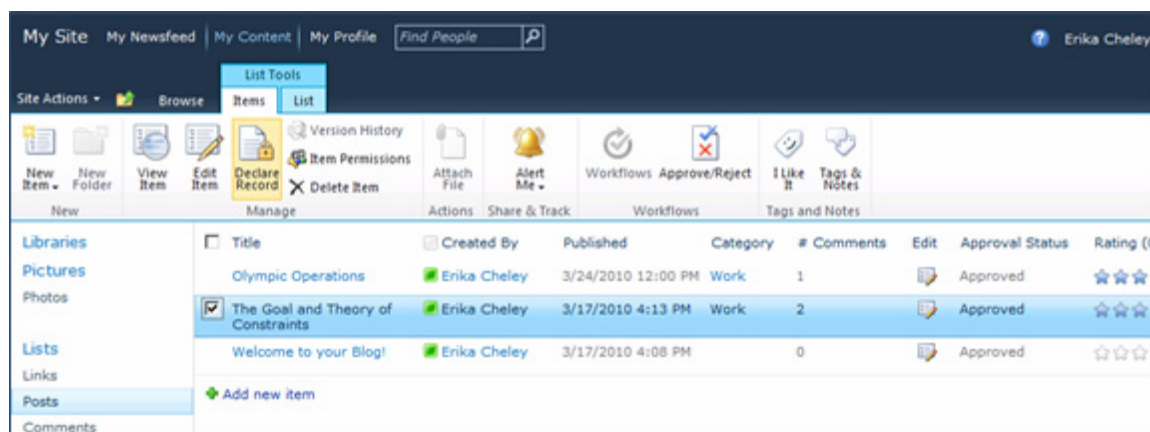 My Site My Newsfeed My Content My Profile Find People Erika Cheley
List Tools
Site Actions Browse Items List
Version History
Item Permissions
Delete Item
New Item New Folder View Item Edit Item Declare Record Attach File Alert Me Workflows Approve/Reject I Like It Tags & Notes
New Manage Actions Share & Track Workflows Tags and Notes
Libraries Title Created By Published Category # Comments Edit Approval Status Rating (
Pictures Olympic Operations Erika Cheley 3/24/2010 12:00 PM Work 1 Approved
Photos
The Goal and Theory of Constraints Erika Cheley 3/17/2010 4:13 PM Work 2 Approved
Lists Welcome to your Blog! Erika Cheley 3/17/2010 4:08 PM 0 Approved
Links
Posts Add new item
Comments